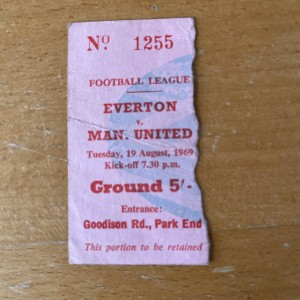 No. 1255
FOOTBALL LEAGUE
EVERTON
v.
MAN. UNITED
Tuesday, 19 August, 1969
Kick-off 7.30 p.m.
Ground 5/-
Entrance:
Goodison Rd., Park End
This portion to be retained